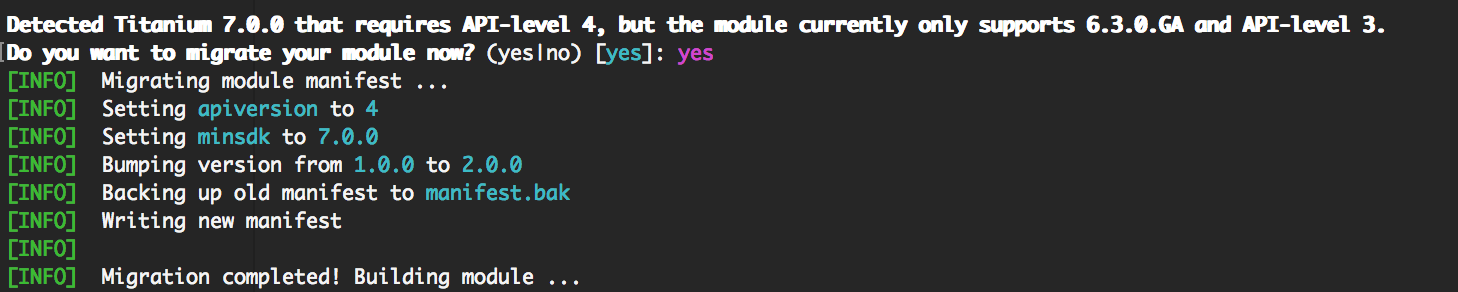 Detected Titanium 7.0.0 that requires API-level 4, but the module currently only supports 6.3.0.GA and API-level 3.
Do you want to migrate your module now? (yes|no) [yes]: yes
[INFO] Migrating module manifest ...
[INFO] Setting apiversion to 4
[INFO] Setting minsdk to 7.0.0
[INFO] Bumping version from 1.0.0 to 2.0.0
[INFO] Backing up old manifest to manifest.bak
[INFO] Writing new manifest
[INFO]
[INFO] Migration completed! Building module ...